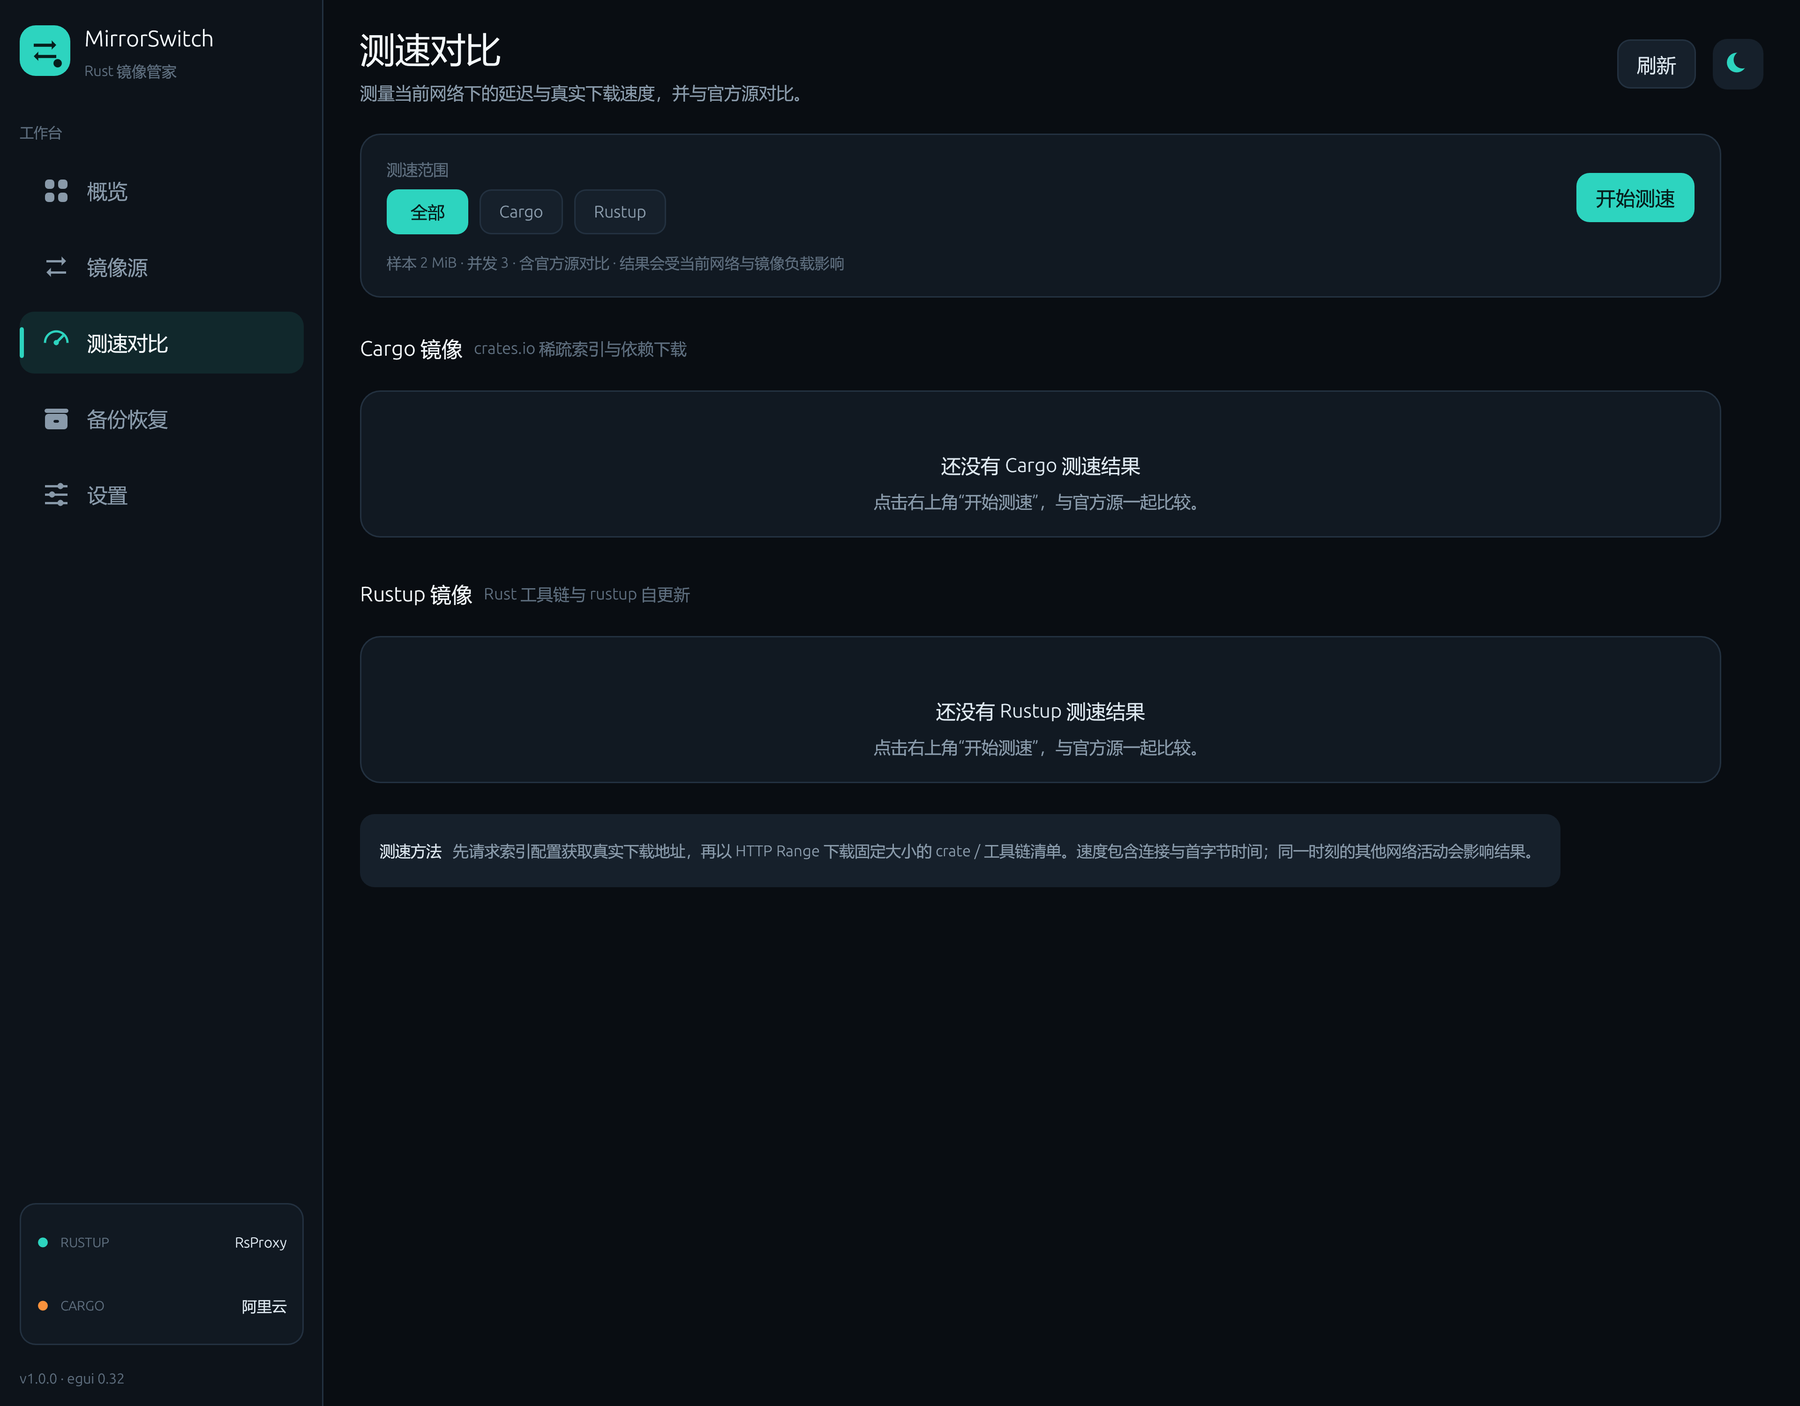 MirrorSwitch
Rust 镜像管家
工作台
概览
镜像源
测速对比
备份恢复
设置
RUSTUP RsProxy
CARGO 阿里云
v1.0.0 · egui 0.32
测速对比
测量当前网络下的延迟与真实下载速度，并与官方源对比。
刷新
测速范围
全部 Cargo Rustup
开始测速
样本 2 MiB · 并发 3 · 含官方源对比 · 结果会受当前网络与镜像负载影响
Cargo 镜像 crates.io 稀疏索引与依赖下载
还没有 Cargo 测速结果
点击右上角“开始测速”，与官方源一起比较。
Rustup 镜像 Rust 工具链与 rustup 自更新
还没有 Rustup 测速结果
点击右上角“开始测速”，与官方源一起比较。
测速方法 先请求索引配置获取真实下载地址，再以 HTTP Range 下载固定大小的 crate / 工具链清单。速度包含连接与首字节时间；同一时刻的其他网络活动会影响结果。